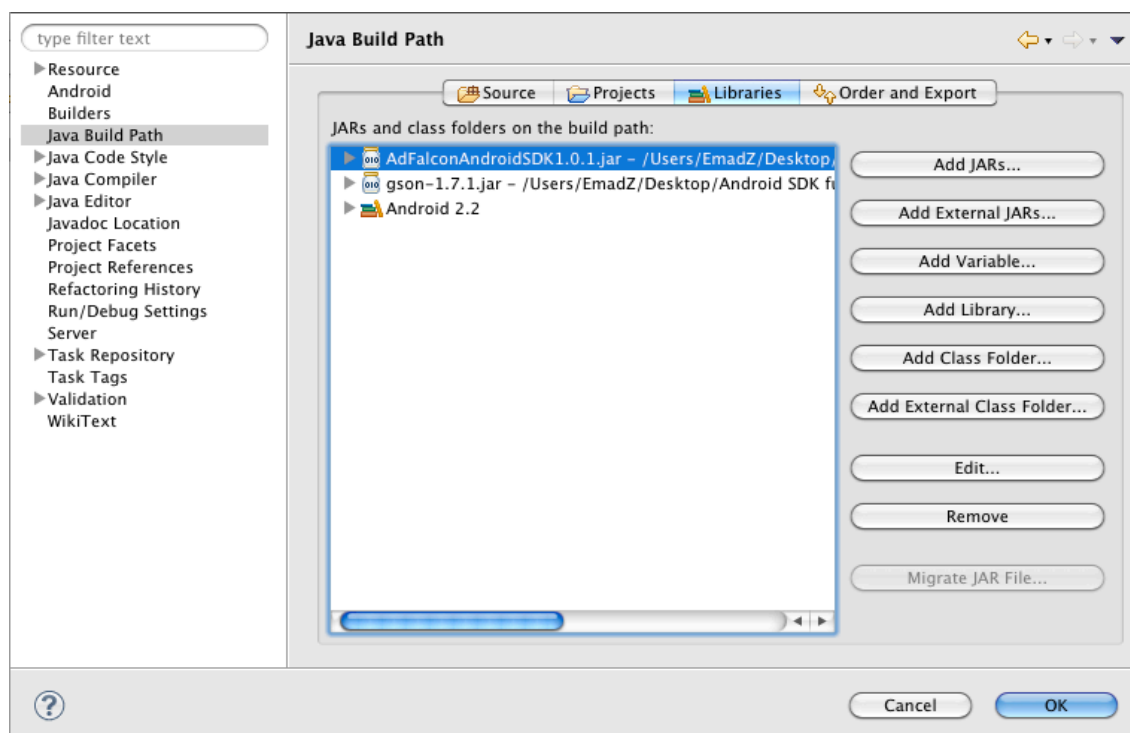 type filter text
Resource
Android
Builders
Java Build Path
Java Code Style
Java Compiler
Java Editor
Javadoc Location
Project Facets
Project References
Refactoring History
Run/Debug Settings
Server
Task Repository
Task Tags
Validation
WikiText
Java Build Path
Source Projects Libraries Order and Export
JARs and class folders on the build path:
AdFalconAndroidSDK1.0.1.jar – /Users/EmadZ/Desktop/
gson-1.7.1.jar – /Users/EmadZ/Desktop/Android SDK
Android 2.2
Add JARs...
Add External JARs...
Add Variable...
Add Library...
Add Class Folder...
Add External Class Folder...
Edit...
Remove
Migrate JAR File...
Cancel OK